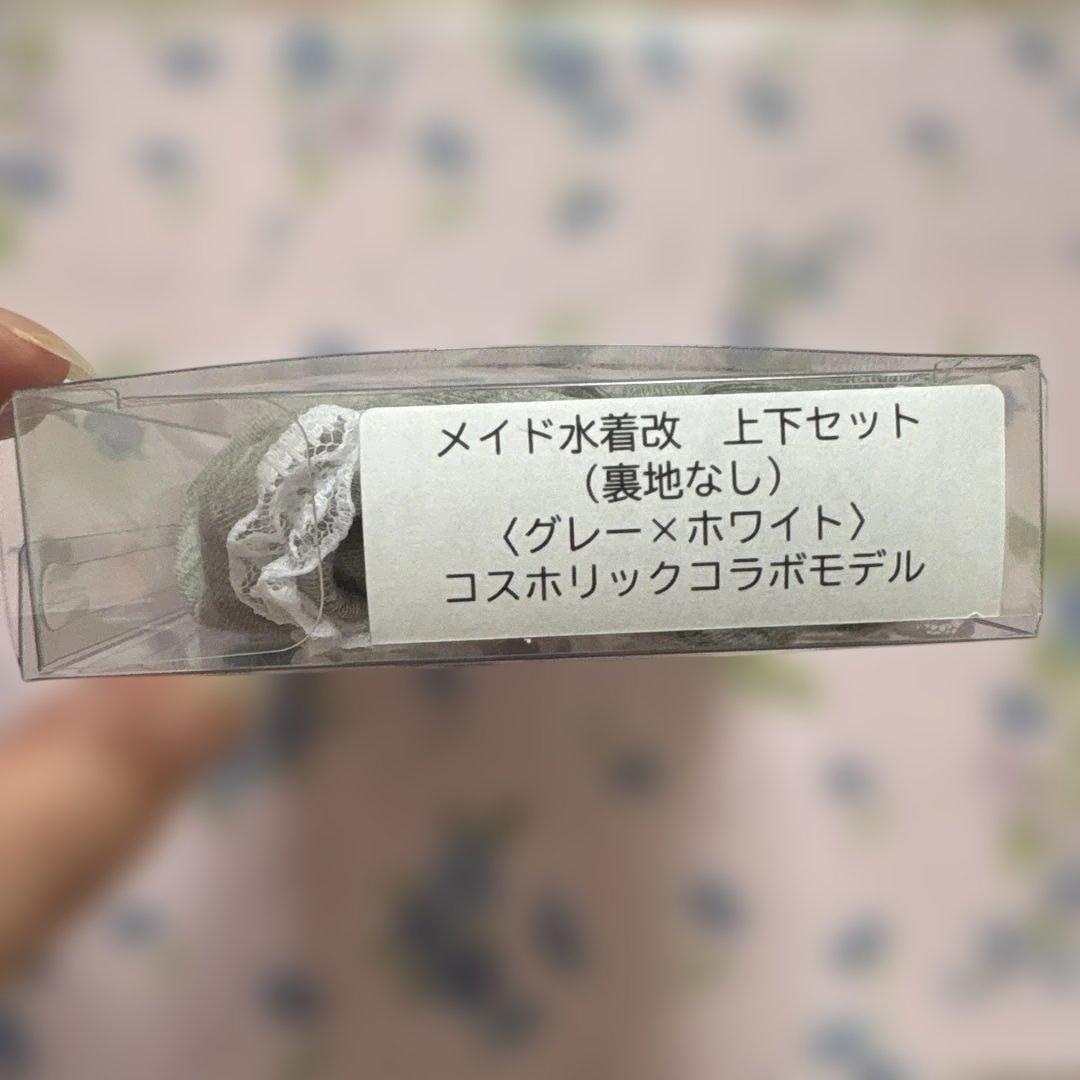 メイド水着改　上下セット
（裏地なし）
〈グレー×ホワイト〉
コスホリックコラボモデル